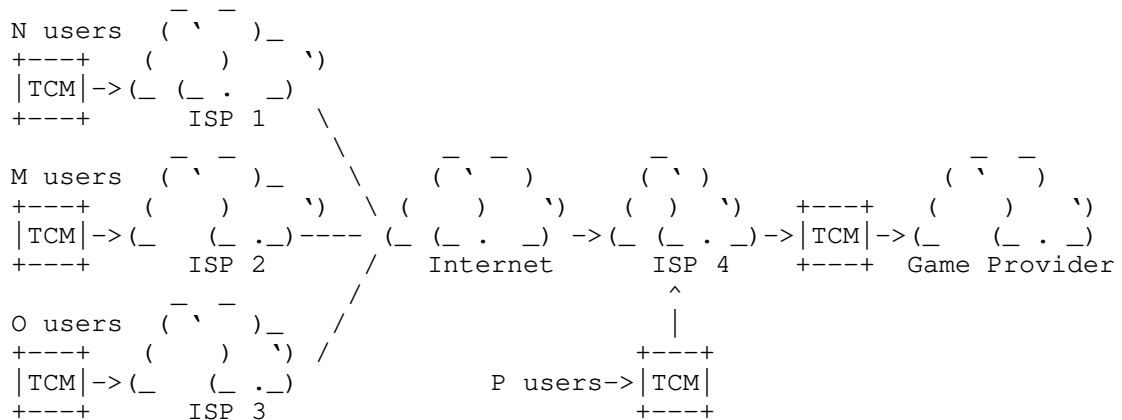 N users
TCM
ISP 1
M users
TCM
TCM
ISP 2 Internet ISP 4 Game Provider
O users
TCM P users->TCM
ISP 3